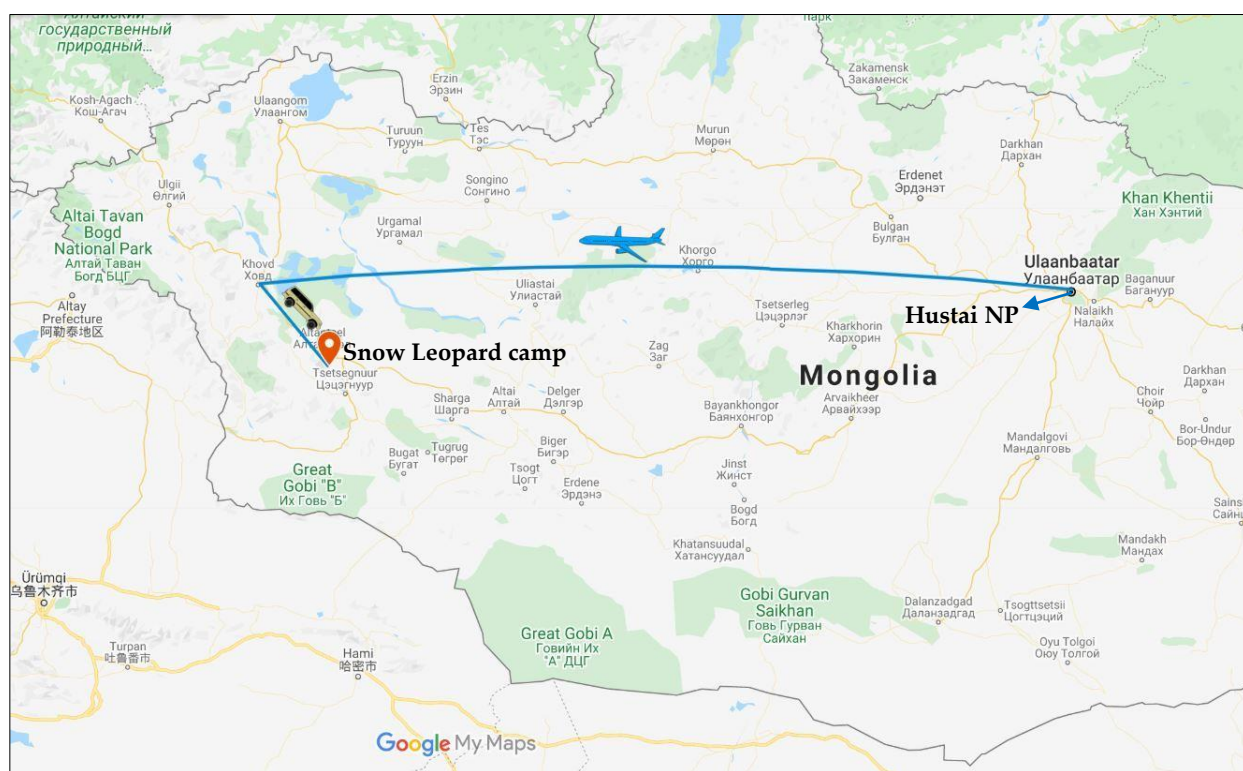 Алтайский
государственный
природный...
Kosh-Agach
Кош-Агач
Erzin
Эрзин
парк
Zakamensk
Закаменск
Ulaangom
Улаангом
Turuun
Туруун
Tes
Тэс
Murun
Мөрөн
Darkhan
Дархан
Ulgii
Өлгий
Songino
Сонгино
Erdenet
Эрдэнэт
Khan Khentii
Хан Хэнтий
Altai Tavan
Bogd
National Park
Алтай Таван
Богд БЦГ
Urgamal
Ургамал
Bulgan
Булган
Khovd
Ховд
Khorgo
Хорго
Ulaanbaatar
Улаанбаатар
Baganuur
Багануур
Uliastai
Улиастай
Altay
Prefecture
阿勒泰地区
Tsetserleg
Цэцэрлэг
Hustai NP
Nalaikh
Налайх
Kharkhorin
Хархорин
Snow Leopard camp
Zag
Заг
Tsetsegnuur
Цэцэгнуур
Mongolia
Darkhan
Дархан
Sharga
Шарга
Altai
Алтай
Delger
Дэлгэр
Arvaikheer
Арвайхээр
Choir
Чойр
Bayankhongor
Баянхонгор
Bor-Undur
Бор-Өндөр
Bugat
Бугат
Tugrug
Төгрөг
Biger
Бигэр
Mandalgovi
Мандалговь
Great
Gobi "B"
Их Говь "Б"
Tsogt
Цогт
Erdene
Эрдэнэ
Jinst
Жинст
Bogd
Богд
Sains
Сайн
Khatansuudal
Хатансуудал
Mandakh
Мандах
Ürümqi
乌鲁木齐市
Gobi Gurvan
Saikhan
Говь Гурван
Сайхан
Dalanzadgad
Даланзадгад
Tsogttsetsii
Цогтцэций
Great Gobi A
Говийн Их
"А" ДЦГ
Oyu Tolgoi
Оюу Толгой
Turpan
吐鲁番市
Hami
哈密市
Google My Maps